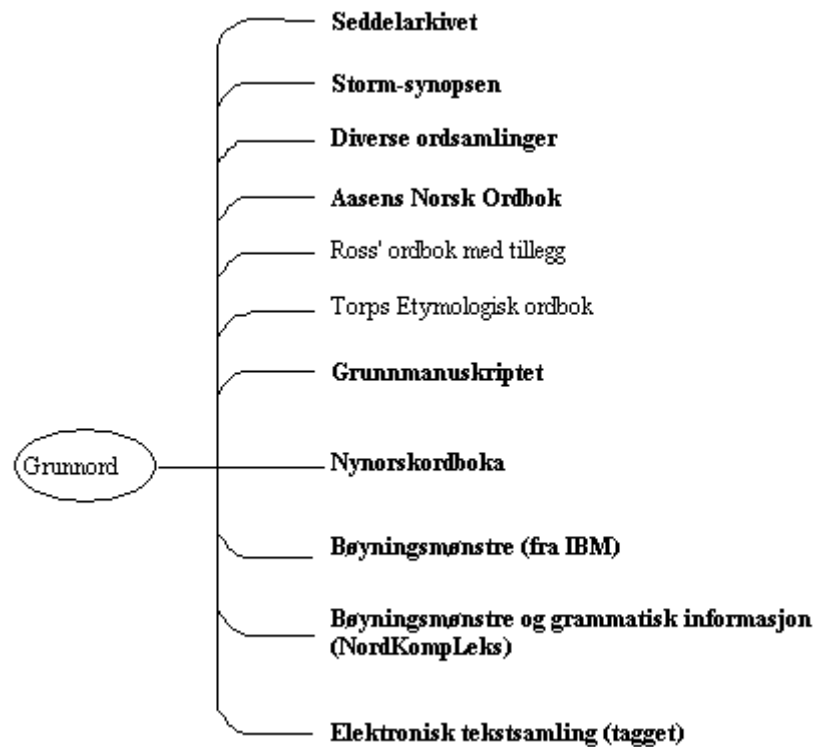 Seddelarkivet
Storm-synopsen
Diverse ordsamlinger
Aasens Norsk Ordbok
Ross' ordbok med tillegg
Torps Etymologisk ordbok
Grunnmanuskriptet
Grunnord
Nynorskordboka
Bøyningsmønstre (fra IBM)
Bøyningsmønstre og grammatisk informasjon
(NordKompLeks)
Elektronisk tekstsamling (tagget)